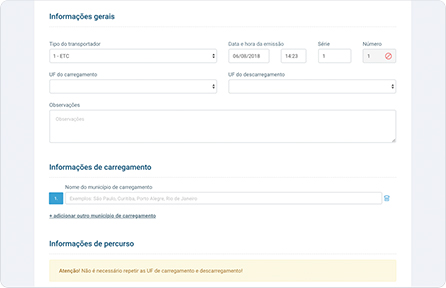 Informações gerais
Tipo do transportador
Data e hora da emissão
Série
Número
1 - ETC
06/08/2018
14:23
1
1
UF do carregamento
UF do descarregamento
Observações
Observações
Informações de carregamento
Nome do município de carregamento
1.
Exemplos: São Paulo, Curitiba, Porto Alegre, Rio de Janeiro
+ adicionar outro município de carregamento
Informações de percurso
Atenção! Não é necessário repetir as UF de carregamento e descarregamento!